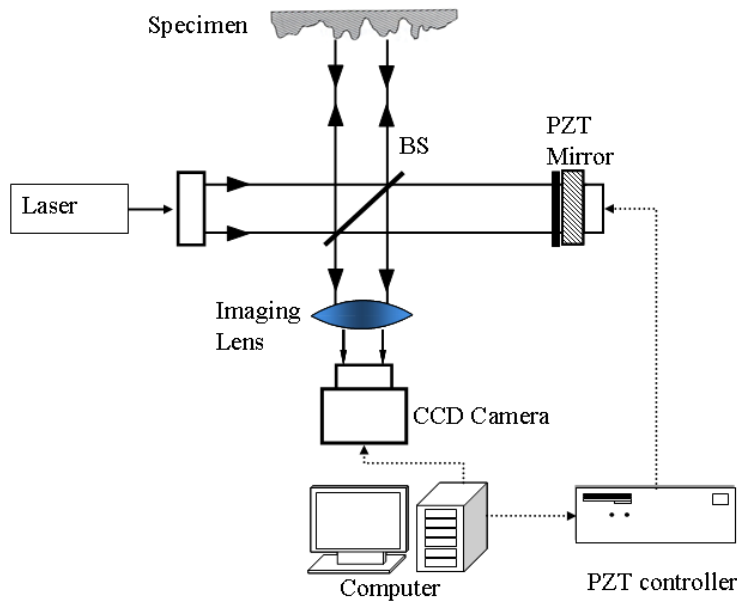 Specimen
BS
PZT
Mirror
Laser
Imaging
Lens
CCD Camera
Computer
PZT controller